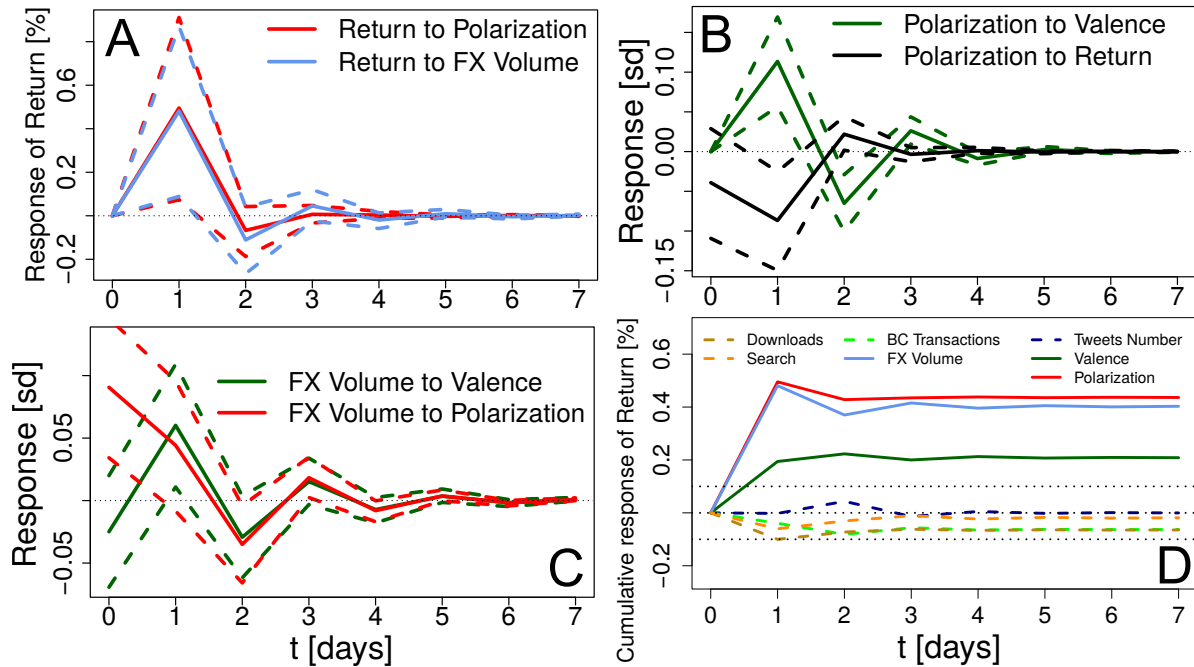 A
Return to Polarization
Return to FX Volume
Response of Return [%]
−0.2 0.2 0.6
0 1 2 3 4 5 6 7
B
Polarization to Valence
Polarization to Return
Response [sd]
−0.15 0.00 0.10
0 1 2 3 4 5 6 7
FX Volume to Valence
FX Volume to Polarization
Response [sd]
−0.05 0.05
C
0 1 2 3 4 5 6 7
t [days]
Downloads BC Transactions Tweets Number
Search FX Volume Valence
Polarization
Cumulative response of Return [%]
−0.2 0.0 0.2 0.4 0.6
D
0 1 2 3 4 5 6 7
t [days]